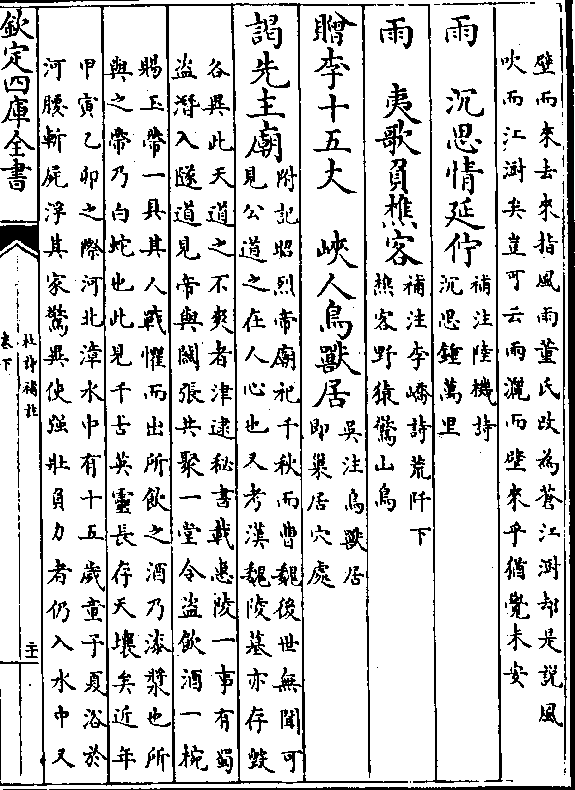 壁而來去來指風雨董氏改為蒼江澍却是說風
吹而江澍矣豈可云雨灑而壁來乎猶覺未安
雨　沉思情延佇
補注陸機詩
沉思鍾萬里
雨　夷歌負樵客
補注李嶠詩荒阡下
樵客野猿驚山鳥
贈李十五丈　峽人鳥獸居
吳注鳥獸居
即巢居穴處
謁先主廟
附記昭烈帝廟祀千秋而曹魏後世無聞可
見公道之在人心也又考漢魏陵墓亦存毀
各異此天道之不爽者津逮秘書載惠陵一事有蜀
盜潛入隧道見帝與關張共聚一堂令盜飲酒一椀
賜玉帶一具其人戰懼而出所飲之酒乃漆漿也所
與之帶乃白蛇也此見千古英靈長存天壤矣近年
甲寅乙卯之際河北漳水中有十五歲童子夏浴於
河腰斬屍浮其家驚異使強壯負力者仍入水中又
欽定四庫全書
杜詩補註
卷下
二十